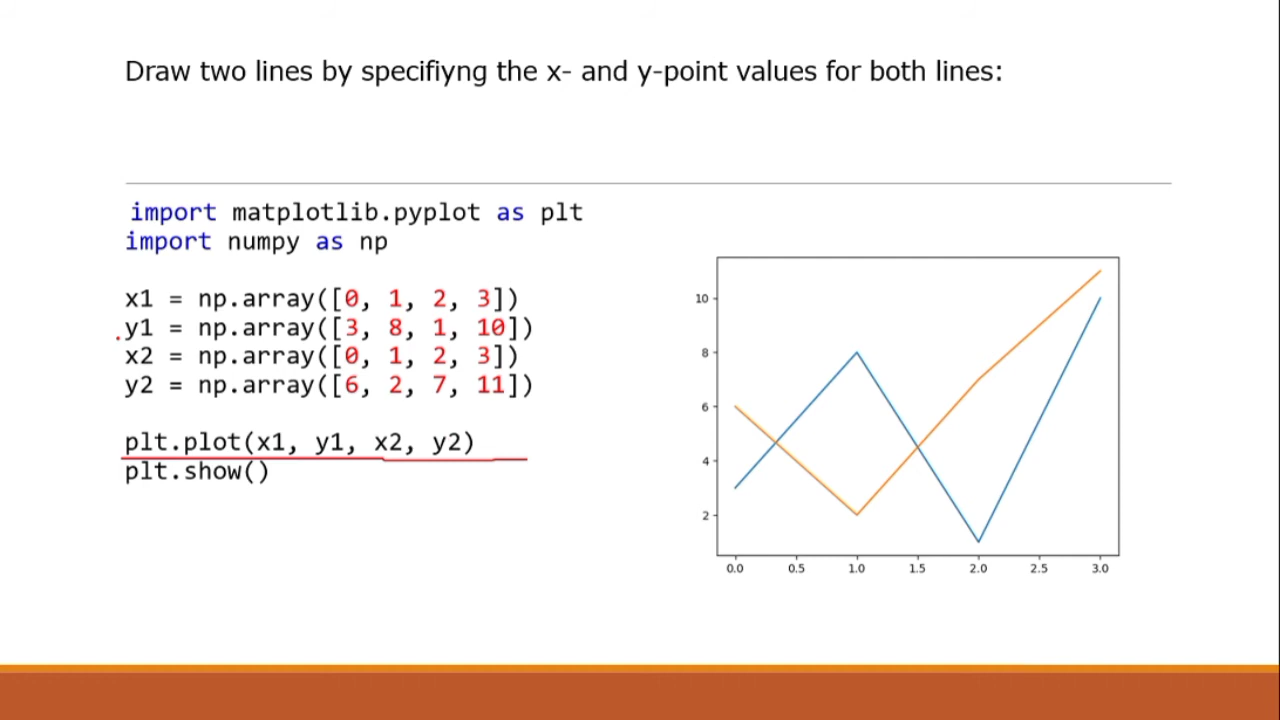 Draw two lines by specifiyng the x- and y-point values for both lines:
import matplotlib.pyplot as plt
import numpy as np
x1 = np.array([0, 1, 2, 3])
y1 = np.array([3, 8, 1, 10])
x2 = np.array([0, 1, 2, 3])
y2 = np.array([6, 2, 7, 11])
plt.plot(x1, y1, x2, y2)
plt.show()
10
8
6
4
2
0.0 0.5 1.0 1.5 2.0 2.5 3.0